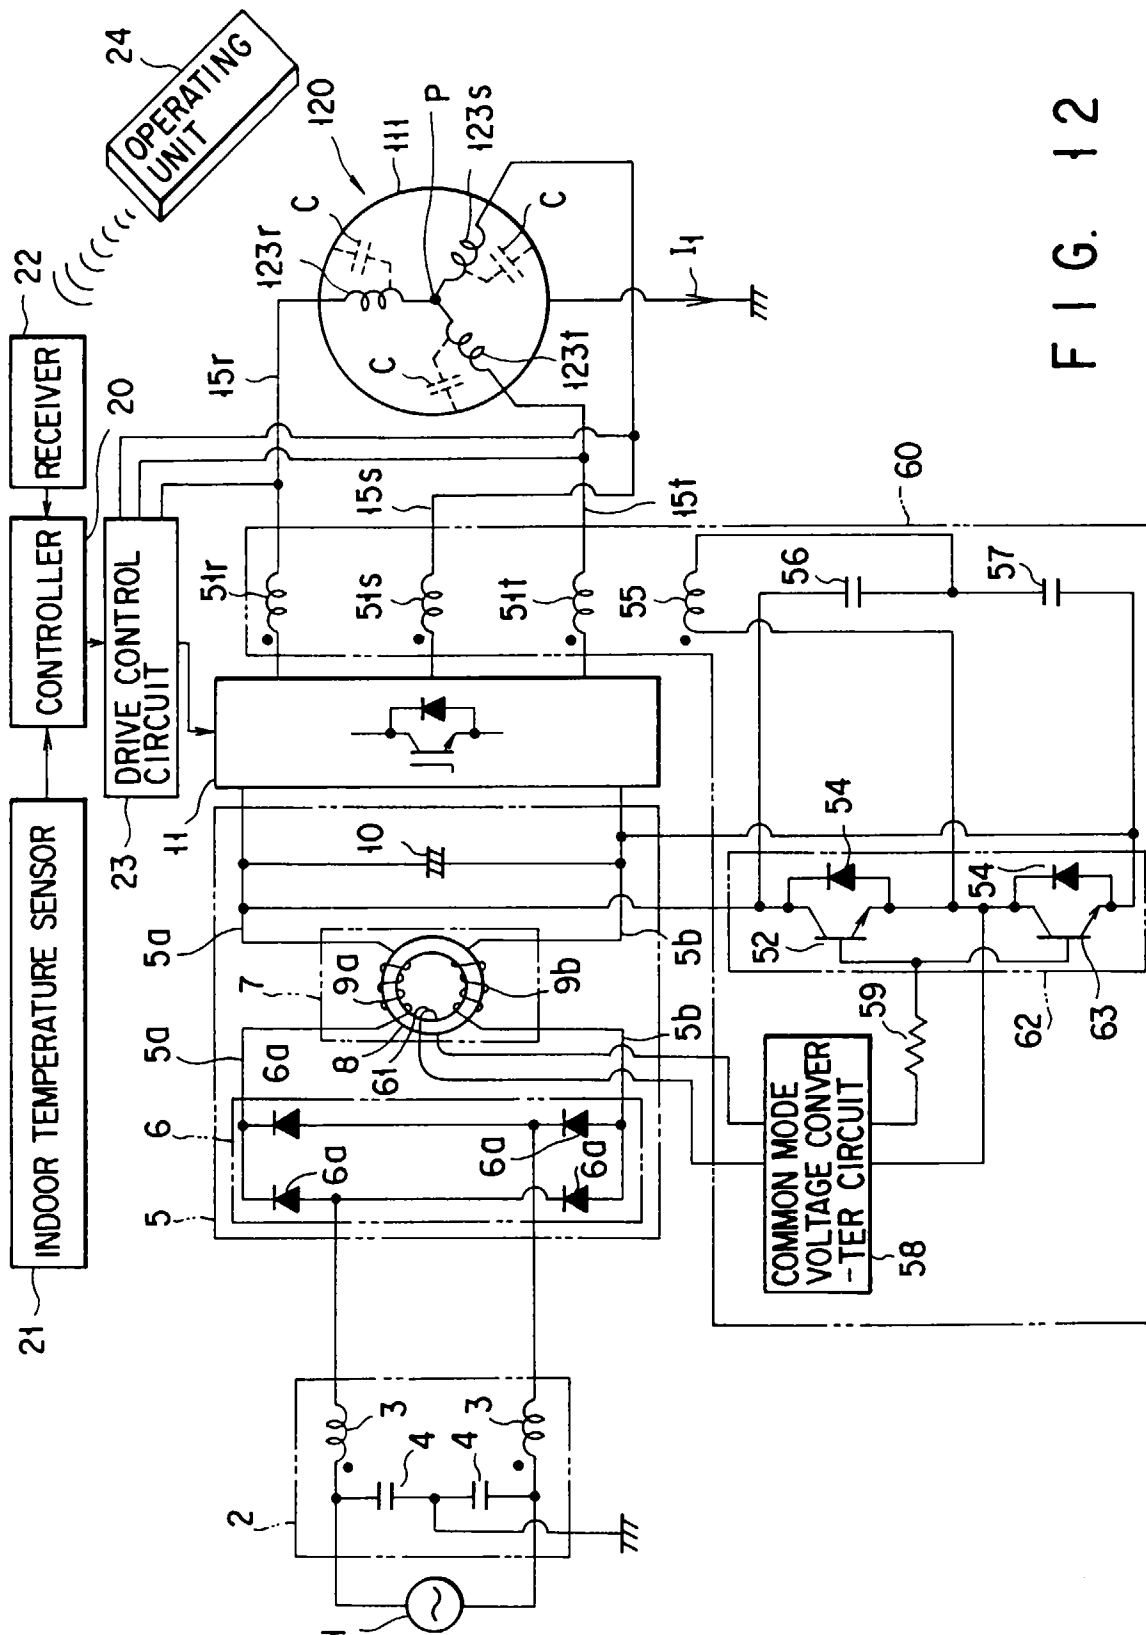 INDOOR TEMPERATURE SENSOR
21
CONTROLLER
20
RECEIVER
22
OPERATING
UNIT
24
DRIVE CONTROL
CIRCUIT
23
11
1
2
3
3
4
4
5
6
6a
6a
6a
6a
5a
5a
5b
5b
7
8
61
9a
9b
10
51r
51s
51t
15r
15s
15t
55
120
111
P
123r
123s
123t
C
C
C
I1
56
57
60
52
54
54
59
62
63
COMMON MODE
VOLTAGE CONVER
-TER CIRCUIT
58
FIG. 12